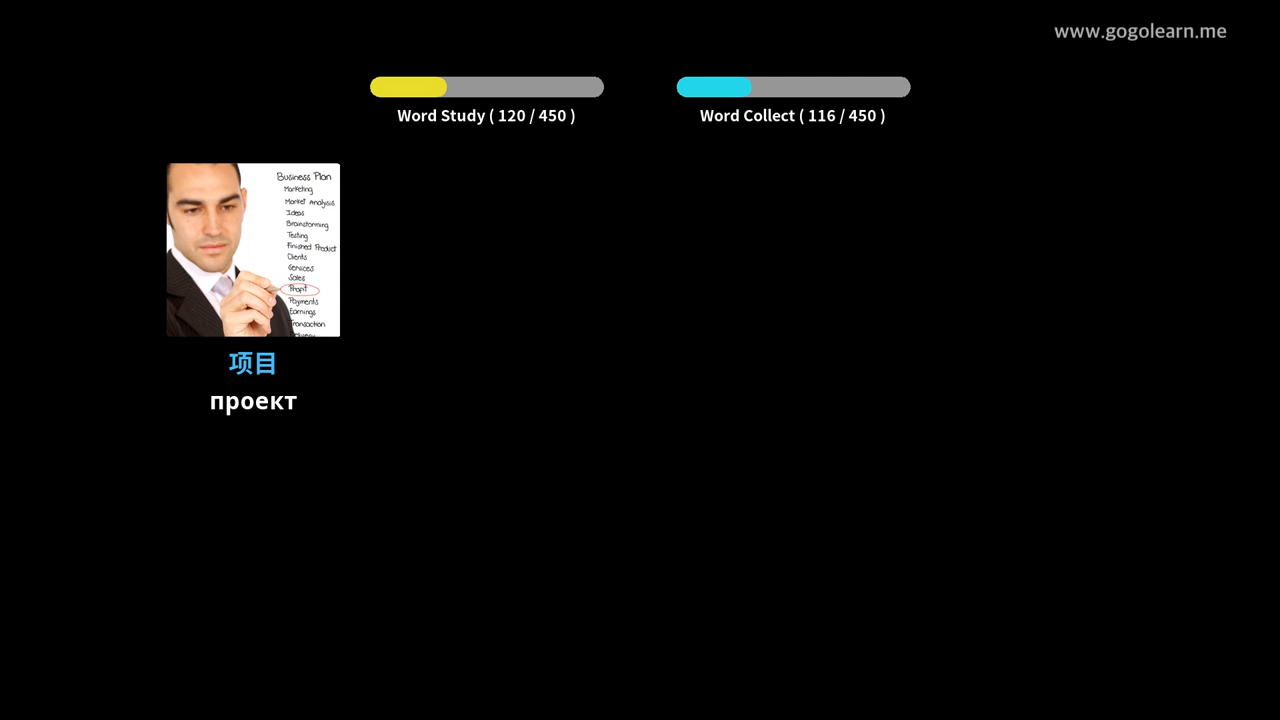 www.gogolearn.me
Word Study ( 120 / 450 )
Word Collect ( 116 / 450 )
Business Plan
Marketing
Market Analysis
Ideas
Brainstorming
Testing
Finished Product
Clients
Services
Sales
Profit
Payments
Earnings
Transaction
Delivery
项目
проект